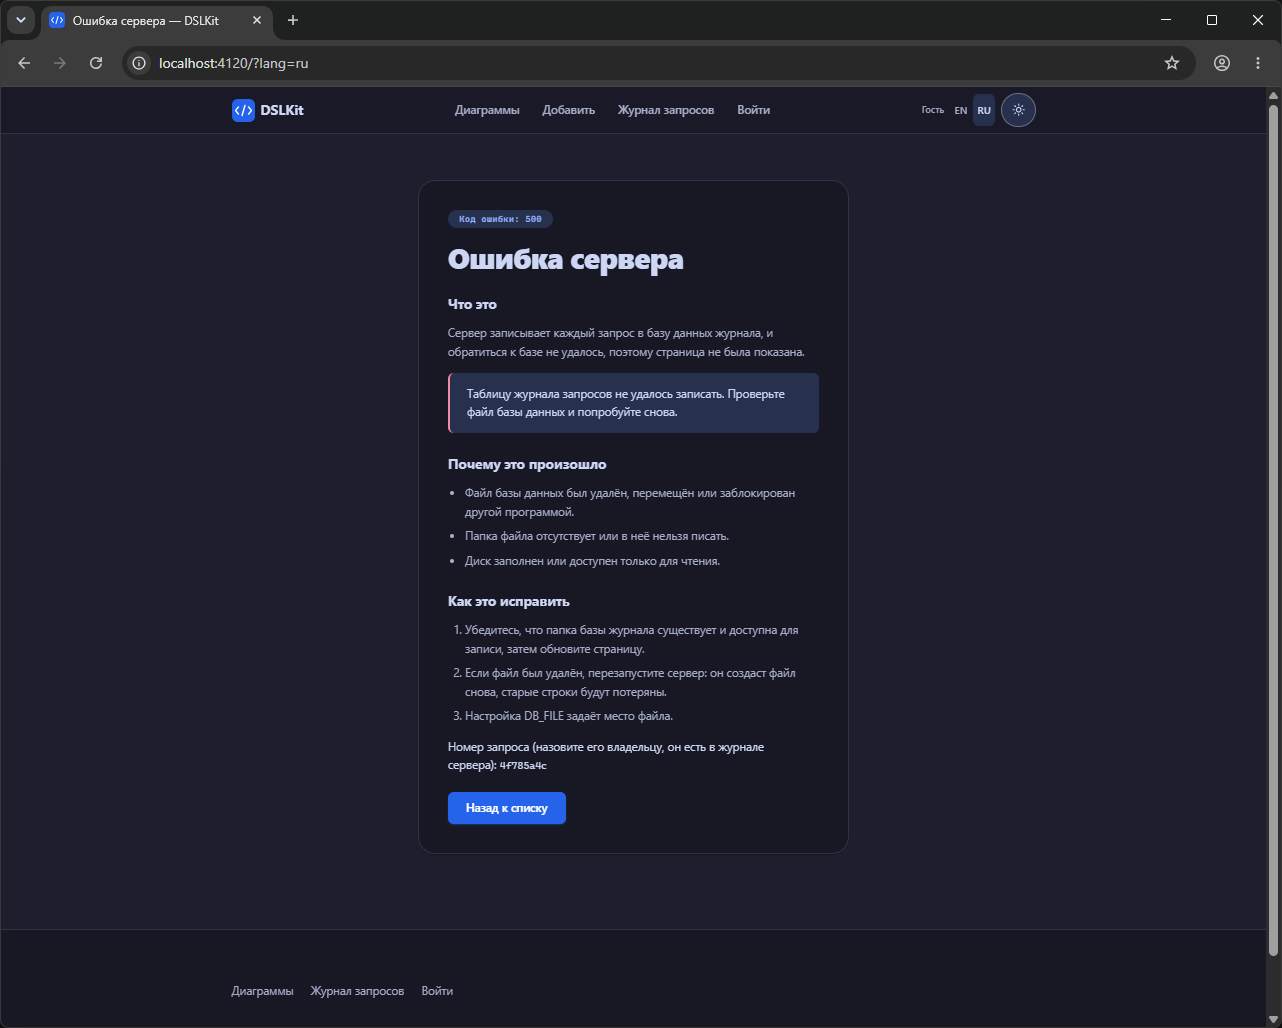 Ошибка сервера — DSLKit
localhost:4120/?lang=ru
DSLKit
Диаграммы
Добавить
Журнал запросов
Войти
Гость
EN
RU
Код ошибки: 500
Ошибка сервера
Что это
Сервер записывает каждый запрос в базу данных журнала, и
обратиться к базе не удалось, поэтому страница не была показана.
Таблицу журнала запросов не удалось записать. Проверьте
файл базы данных и попробуйте снова.
Почему это произошло
• Файл базы данных был удалён, перемещён или заблокирован
другой программой.
• Папка файла отсутствует или в неё нельзя писать.
• Диск заполнен или доступен только для чтения.
Как это исправить
1. Убедитесь, что папка базы журнала существует и доступна для
записи, затем обновите страницу.
2. Если файл был удалён, перезапустите сервер: он создаст файл
снова, старые строки будут потеряны.
3. Настройка DB_FILE задаёт место файла.
Номер запроса (назовите его владельцу, он есть в журнале
сервера): 4f785a4c
Назад к списку
Диаграммы
Журнал запросов
Войти